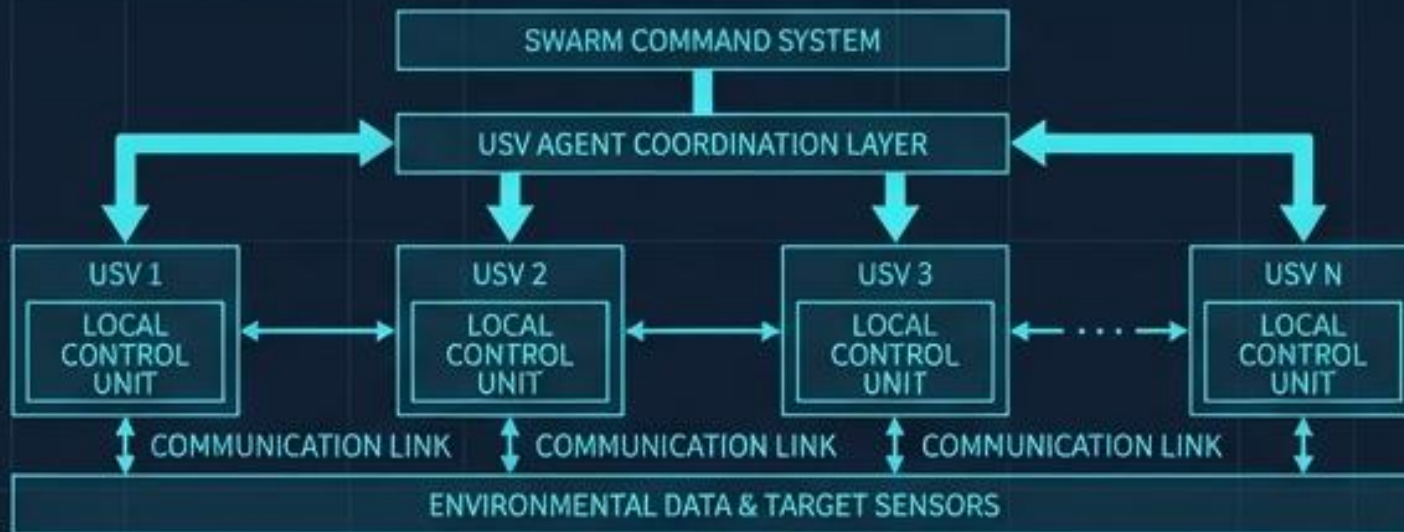 SWARM COMMAND SYSTEM
USV AGENT COORDINATION LAYER
USV 1
LOCAL
CONTROL
UNIT
USV 2
LOCAL
CONTROL
UNIT
USV 3
LOCAL
CONTROL
UNIT
...
USV N
LOCAL
CONTROL
UNIT
COMMUNICATION LINK
COMMUNICATION LINK
COMMUNICATION LINK
ENVIRONMENTAL DATA & TARGET SENSORS